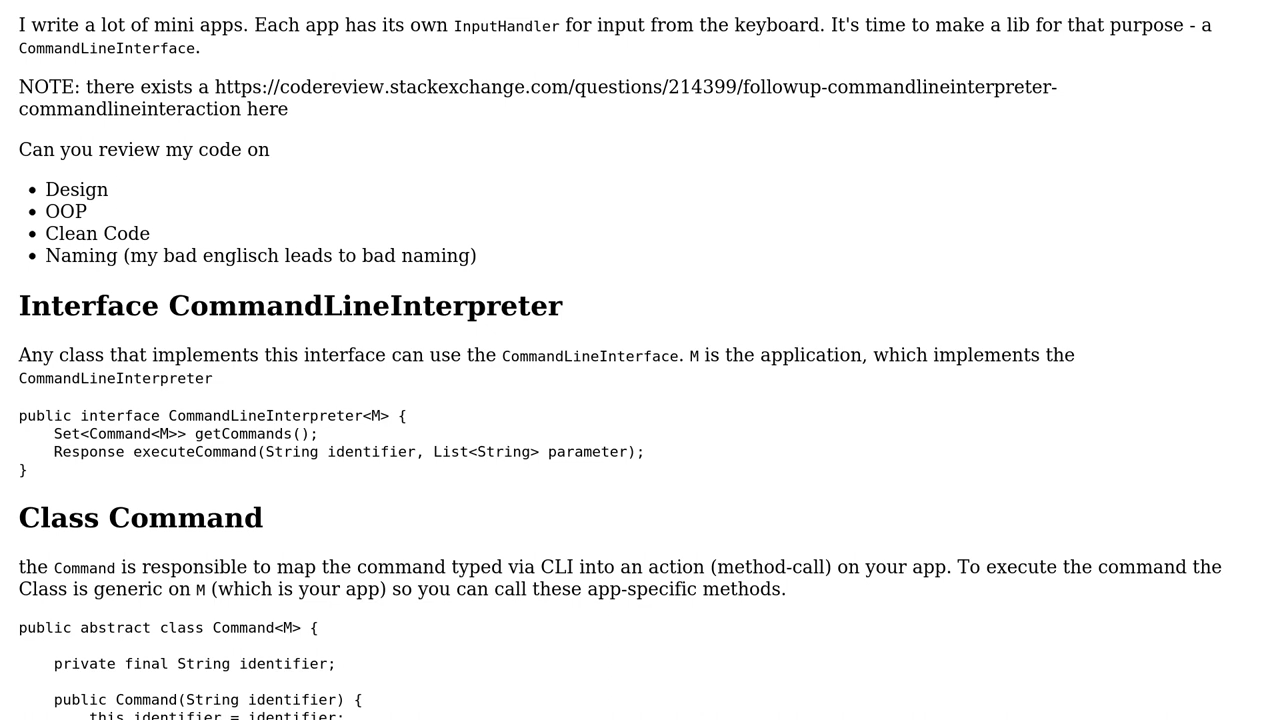 I write a lot of mini apps. Each app has its own InputHandler for input from the keyboard. It's time to make a lib for that purpose - a
CommandLineInterface.
NOTE: there exists a https://codereview.stackexchange.com/questions/214399/followup-commandlineinterpreter-
commandlineinteraction here
Can you review my code on
• Design
• OOP
• Clean Code
• Naming (my bad englisch leads to bad naming)
Interface CommandLineInterpreter
Any class that implements this interface can use the CommandLineInterface. M is the application, which implements the
CommandLineInterpreter
public interface CommandLineInterpreter<M> {
    Set<Command<M>> getCommands();
    Response executeCommand(String identifier, List<String> parameter);
}
Class Command
the Command is responsible to map the command typed via CLI into an action (method-call) on your app. To execute the command the
Class is generic on M (which is your app) so you can call these app-specific methods.
public abstract class Command<M> {
    private final String identifier;
    public Command(String identifier) {
        this.identifier = identifier;